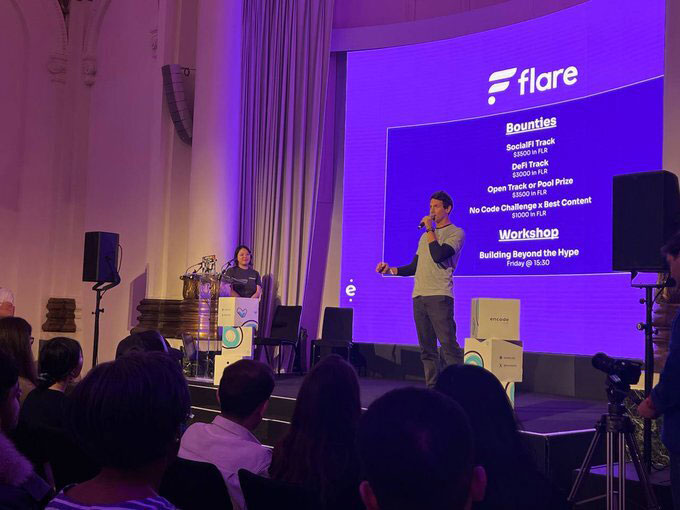 flare
Bounties
SocialFi Track
$3500 in FLR
DeFi Track
$3000 in FLR
Open Track or Pool Prize
$3500 in FLR
No Code Challenge x Best Content
$1000 in FLR
Workshop
Building Beyond the Hype
Friday @ 15:30
encode